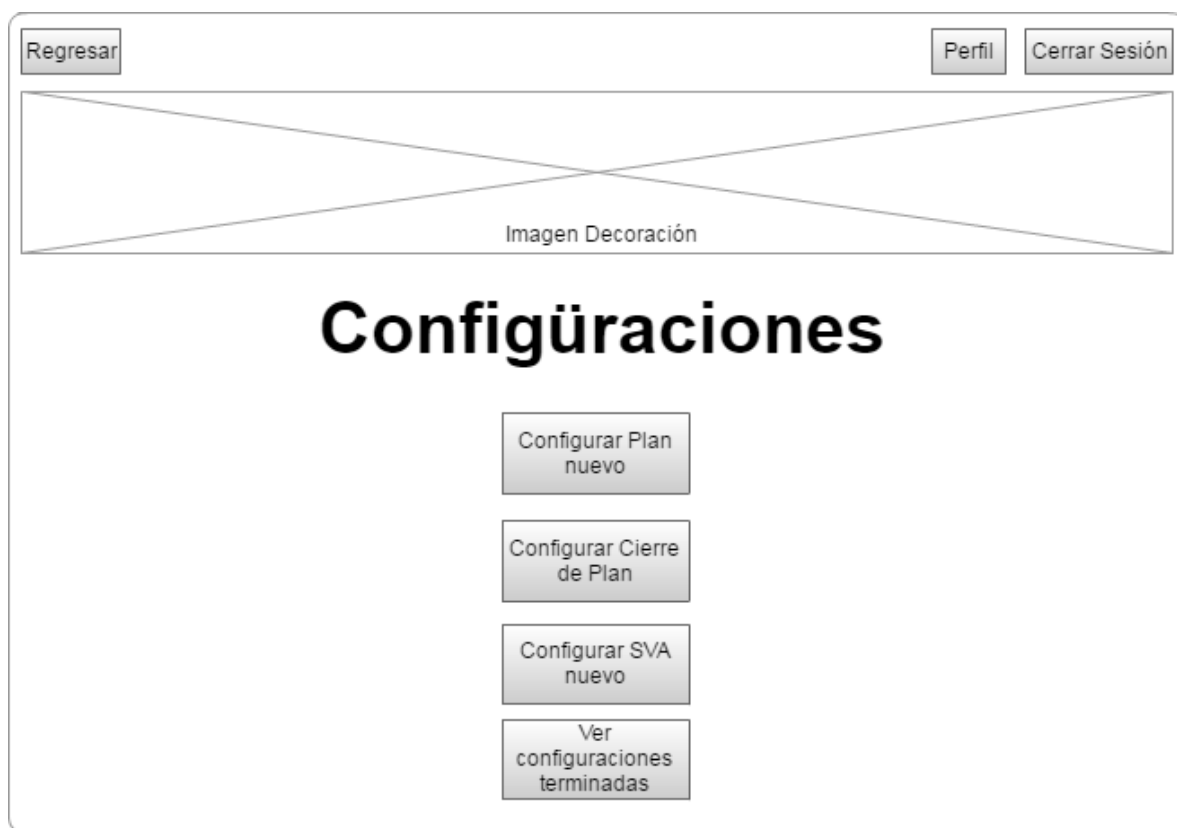 Regresar
Perfil
Cerrar Sesión
Imagen Decoración
Configüraciones
Configurar Plan
nuevo
Configurar Cierre
de Plan
Configurar SVA
nuevo
Ver
configuraciones
terminadas